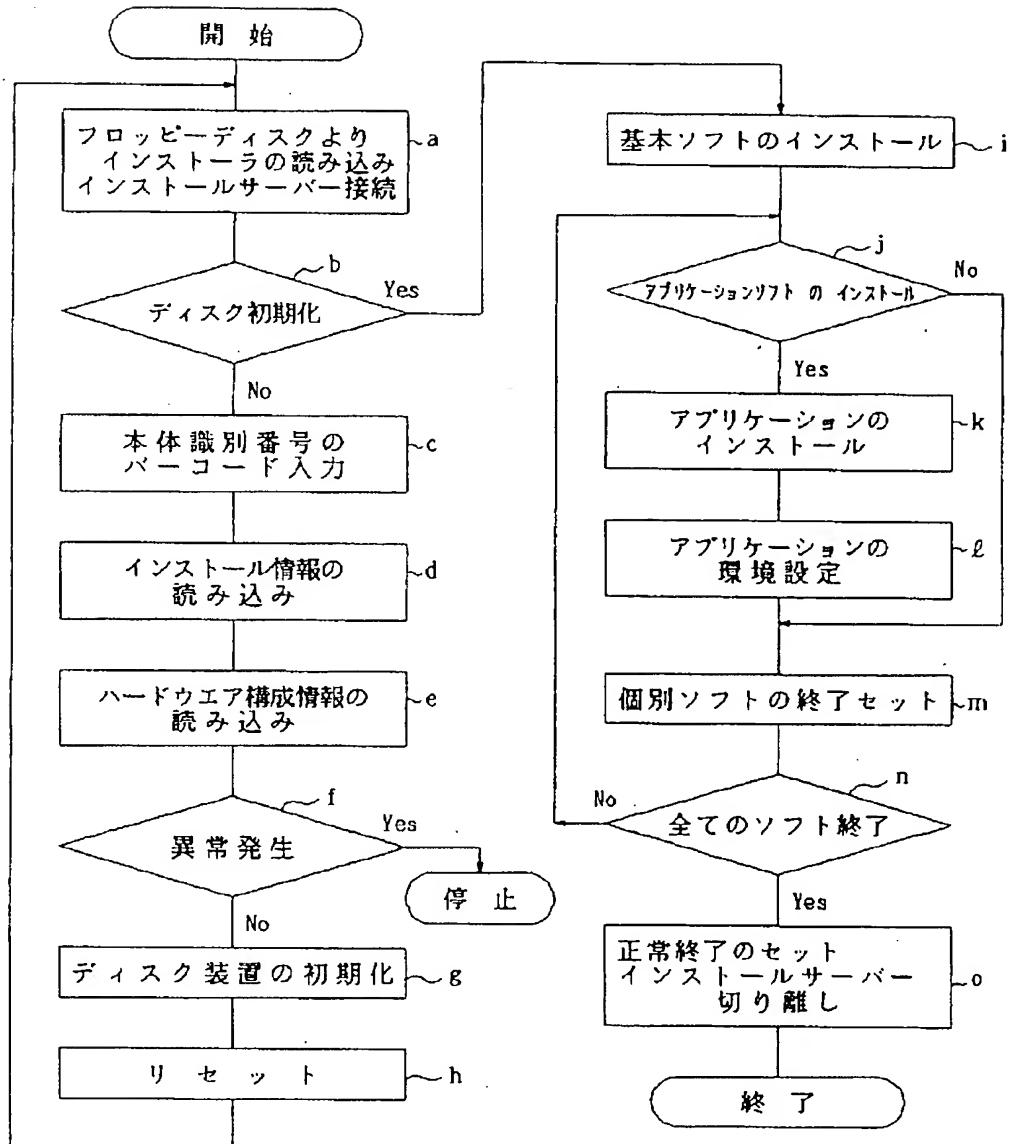 開始
フロッピーディスクより
インストーラの読み込み
インストールサーバー接続
a
b
ディスク初期化
Yes
No
本体識別番号の
バーコード入力
c
インストール情報の
読み込み
d
ハードウエア構成情報の
読み込み
e
f
異常発生
Yes
停止
No
ディスク装置の初期化
g
リセット
h
基本ソフトのインストール
i
j
アプリケーションソフト の インストール
No
Yes
アプリケーションの
インストール
k
アプリケーションの
環境設定
ℓ
個別ソフトの終了セット
m
n
No
全てのソフト終了
Yes
正常終了のセット
インストールサーバー
切り離し
o
終了